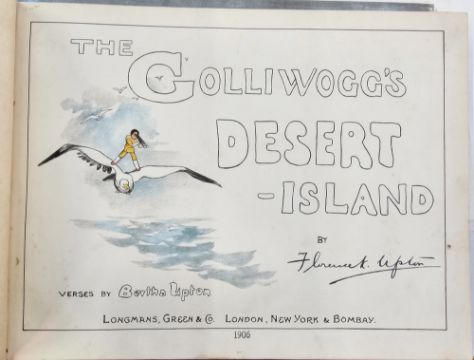 THE
GOLLIWOGG'S
DESERT
-ISLAND
BY
Florence K. Upton
VERSES BY Bertha Upton
LONGMANS, GREEN & Co. LONDON, NEW YORK & BOMBAY.
1906